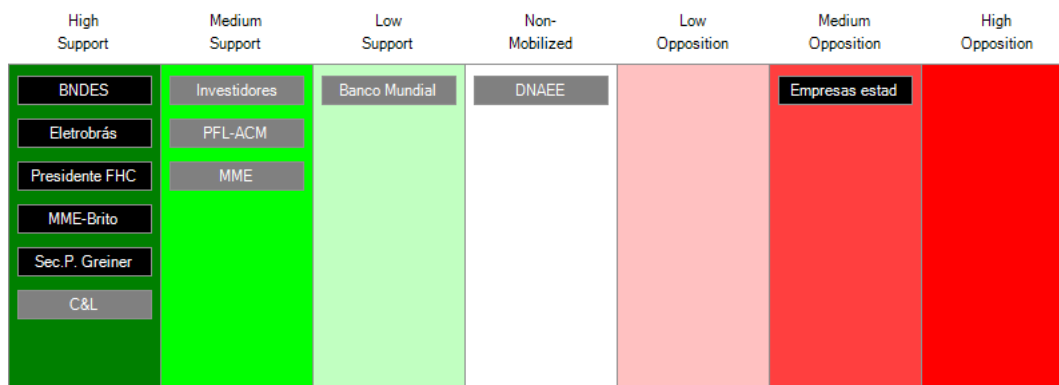 High Support
Medium Support
Low Support
Non-Mobilized
Low Opposition
Medium Opposition
High Opposition
BNDES
Investidores
Banco Mundial
DNAEE
Empresas estad
Eletrobrás
PFL-ACM
Presidente FHC
MME
MME-Brito
Sec.P. Greiner
C&L